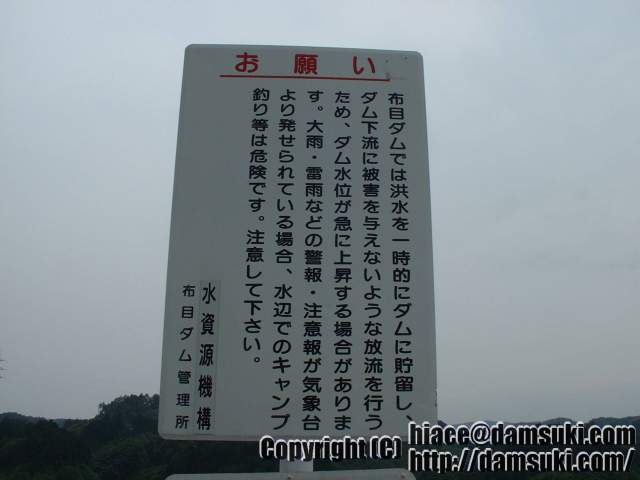 お願い
布目ダムでは洪水を一時的にダムに貯留し、
ダム下流に被害を与えないような放流を行う
ため、ダム水位が急に上昇する場合がありま
す。大雨・雷雨などの警報・注意報が気象台
より発せられている場合、水辺でのキャンプ
釣り等は危険です。注意して下さい。
水資源機構
布目ダム管理所
Copyright (C) hiace@damsuki.com
http://damsuki.com/